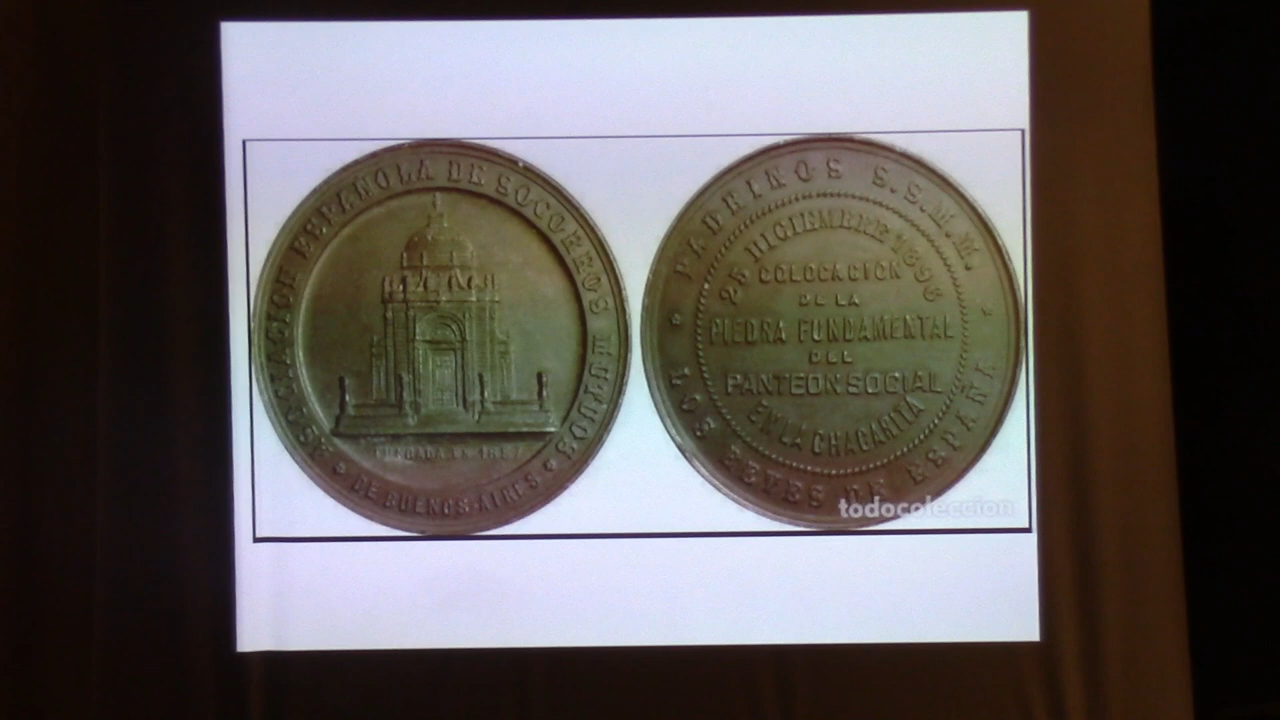 ASOCIACION ESPAÑOLA DE SOCORROS MUTUOS
DE BUENOS AIRES
FUNDADA EN 1857
PADRINOS S.S.M.M.
LOS REYES DE ESPAÑA
25 DICIEMBRE 1896
COLOCACION
DE LA
PIEDRA FUNDAMENTAL
DEL
PANTEON SOCIAL
EN LA CHACARITA
todocoleccion